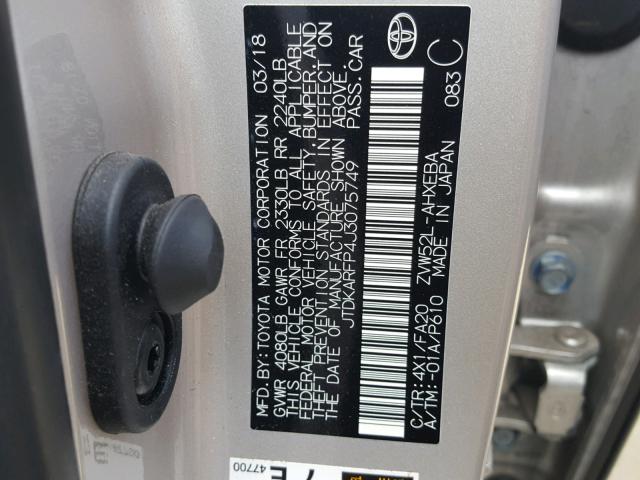 MFD.BY:TOYOTA MOTOR CORPORATION 03/18
GVWR 4080LB GAWR FR 2330LB RR 2240LB
THIS VEHICLE CONFORMS TO ALL APPLICABLE
FEDERAL MOTOR VEHICLE SAFETY,BUMPER,AND
THEFT PREVENTION STANDARDS IN EFFECT ON
THE DATE OF MANUFACTURE SHOWN ABOVE.
JTDKARFP4J3075749 PASS.CAR
C/TR:4X1/FA20 ZVW52L-AHXEBA
A/TM:-01A/P610 MADE IN JAPAN
083
C
47700